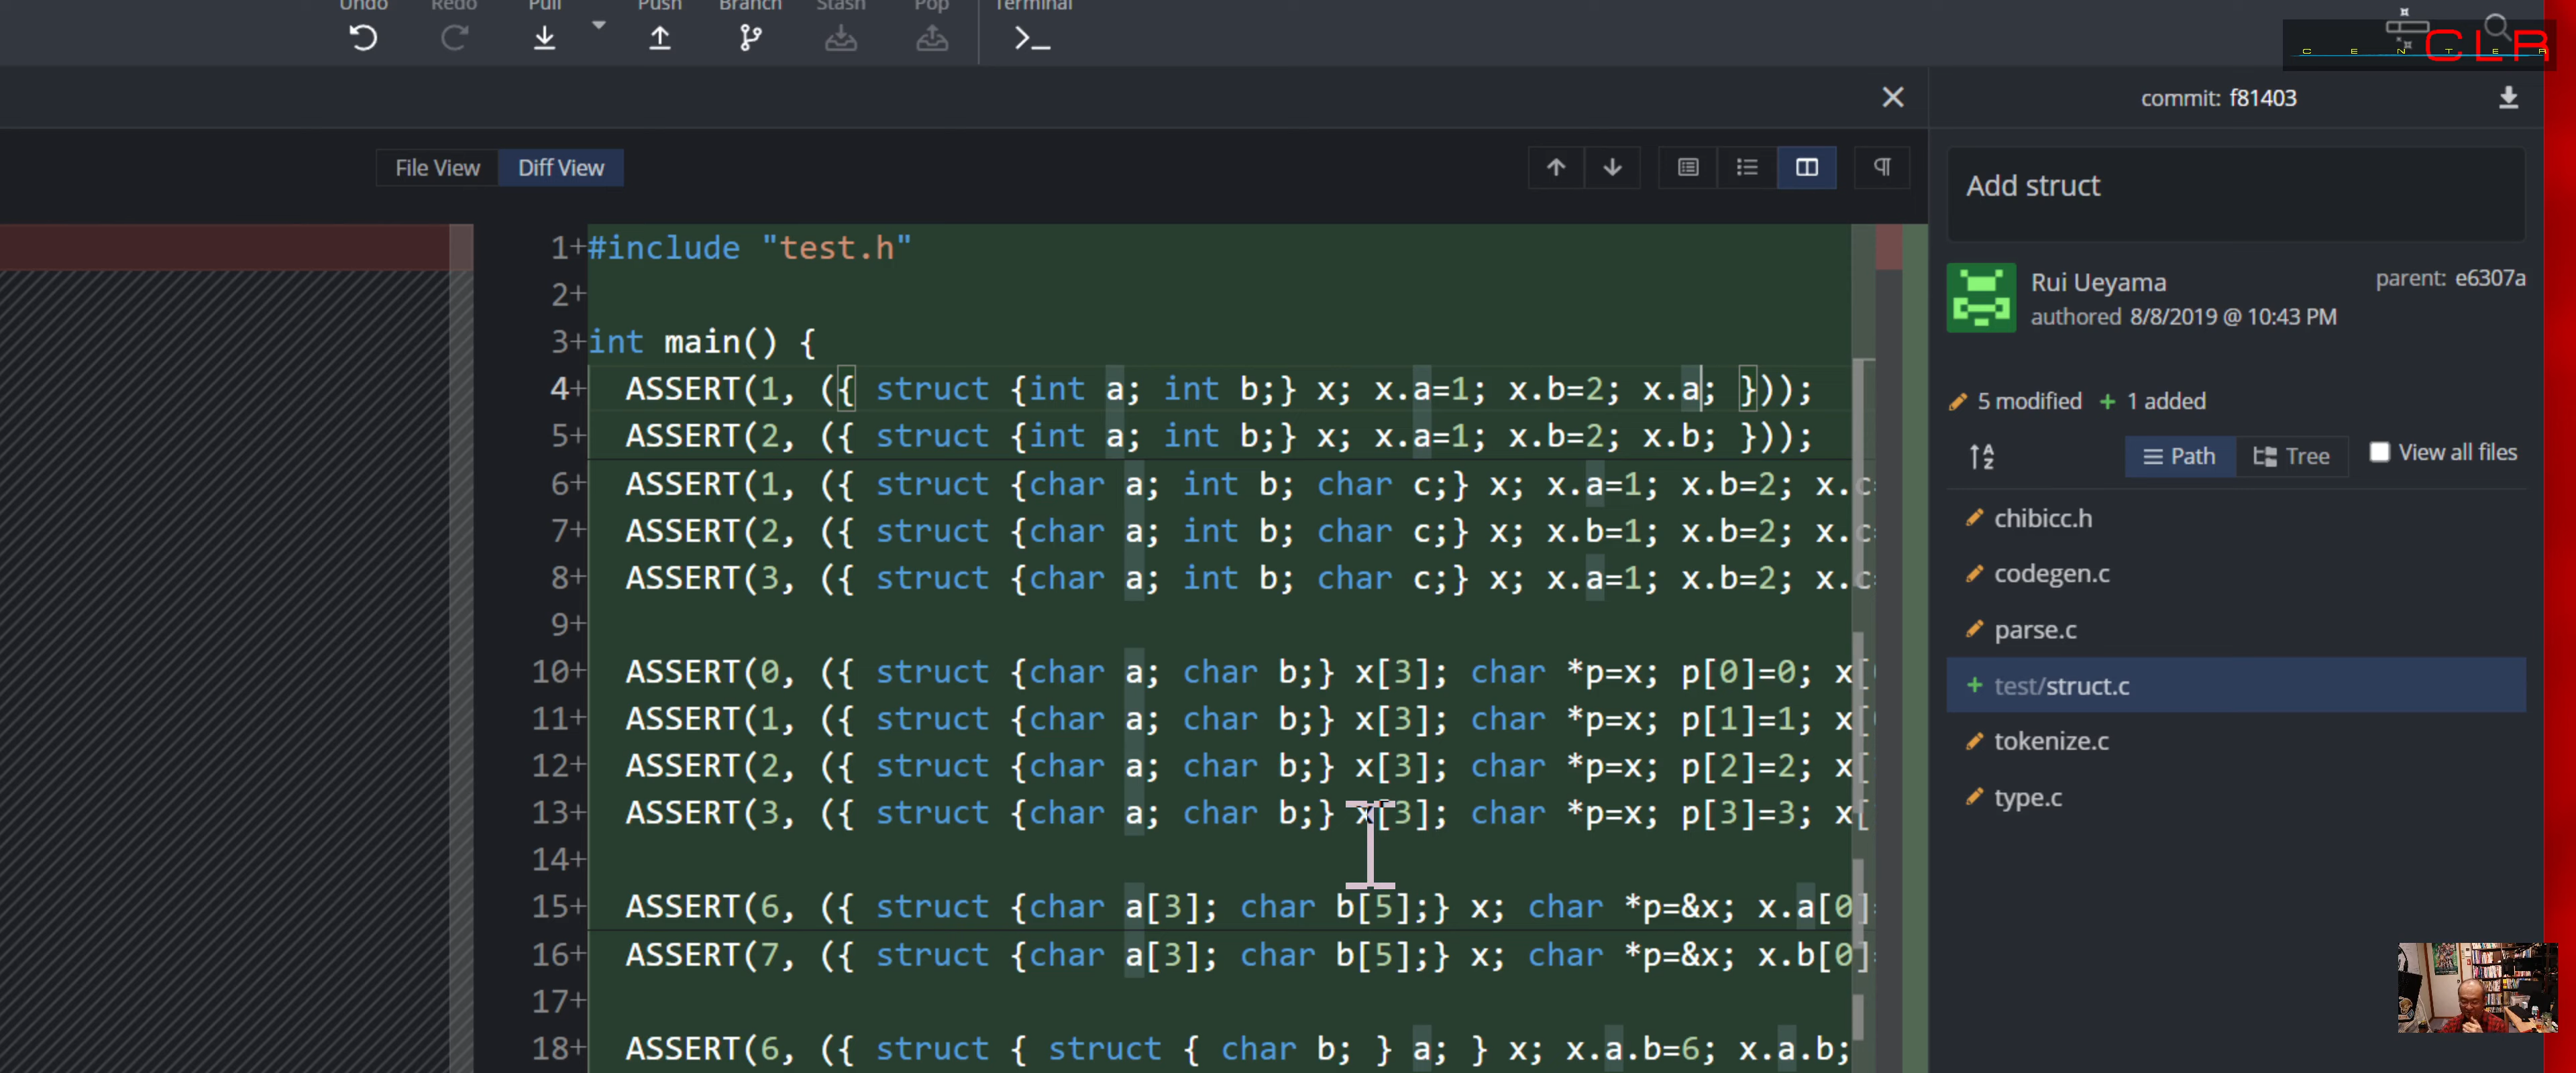 Undo Redo Pull Push Branch Stash Pop Terminal
CENTER CLR
commit: f81403
File View Diff View
Add struct
Rui Ueyama
parent: e6307a
authored 8/8/2019 @ 10:43 PM
5 modified + 1 added
Path Tree View all files
chibicc.h
codegen.c
parse.c
+ test/struct.c
tokenize.c
type.c
1+#include "test.h"
2+
3+int main() {
4+  ASSERT(1, ({ struct {int a; int b;} x; x.a=1; x.b=2; x.a; }));
5+  ASSERT(2, ({ struct {int a; int b;} x; x.a=1; x.b=2; x.b; }));
6+  ASSERT(1, ({ struct {char a; int b; char c;} x; x.a=1; x.b=2; x.c=
7+  ASSERT(2, ({ struct {char a; int b; char c;} x; x.b=1; x.b=2; x.c=
8+  ASSERT(3, ({ struct {char a; int b; char c;} x; x.a=1; x.b=2; x.c=
9+
10+  ASSERT(0, ({ struct {char a; char b;} x[3]; char *p=x; p[0]=0; x[
11+  ASSERT(1, ({ struct {char a; char b;} x[3]; char *p=x; p[1]=1; x[
12+  ASSERT(2, ({ struct {char a; char b;} x[3]; char *p=x; p[2]=2; x[
13+  ASSERT(3, ({ struct {char a; char b;} x[3]; char *p=x; p[3]=3; x[
14+
15+  ASSERT(6, ({ struct {char a[3]; char b[5];} x; char *p=&x; x.a[0]=
16+  ASSERT(7, ({ struct {char a[3]; char b[5];} x; char *p=&x; x.b[0]=
17+
18+  ASSERT(6, ({ struct { struct { char b; } a; } x; x.a.b=6; x.a.b;